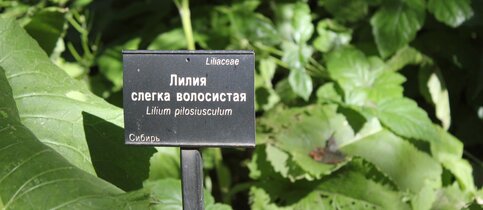 Liliaceae
Лилия
слегка волосистая
Lilium pilosiusculum
Сибирь